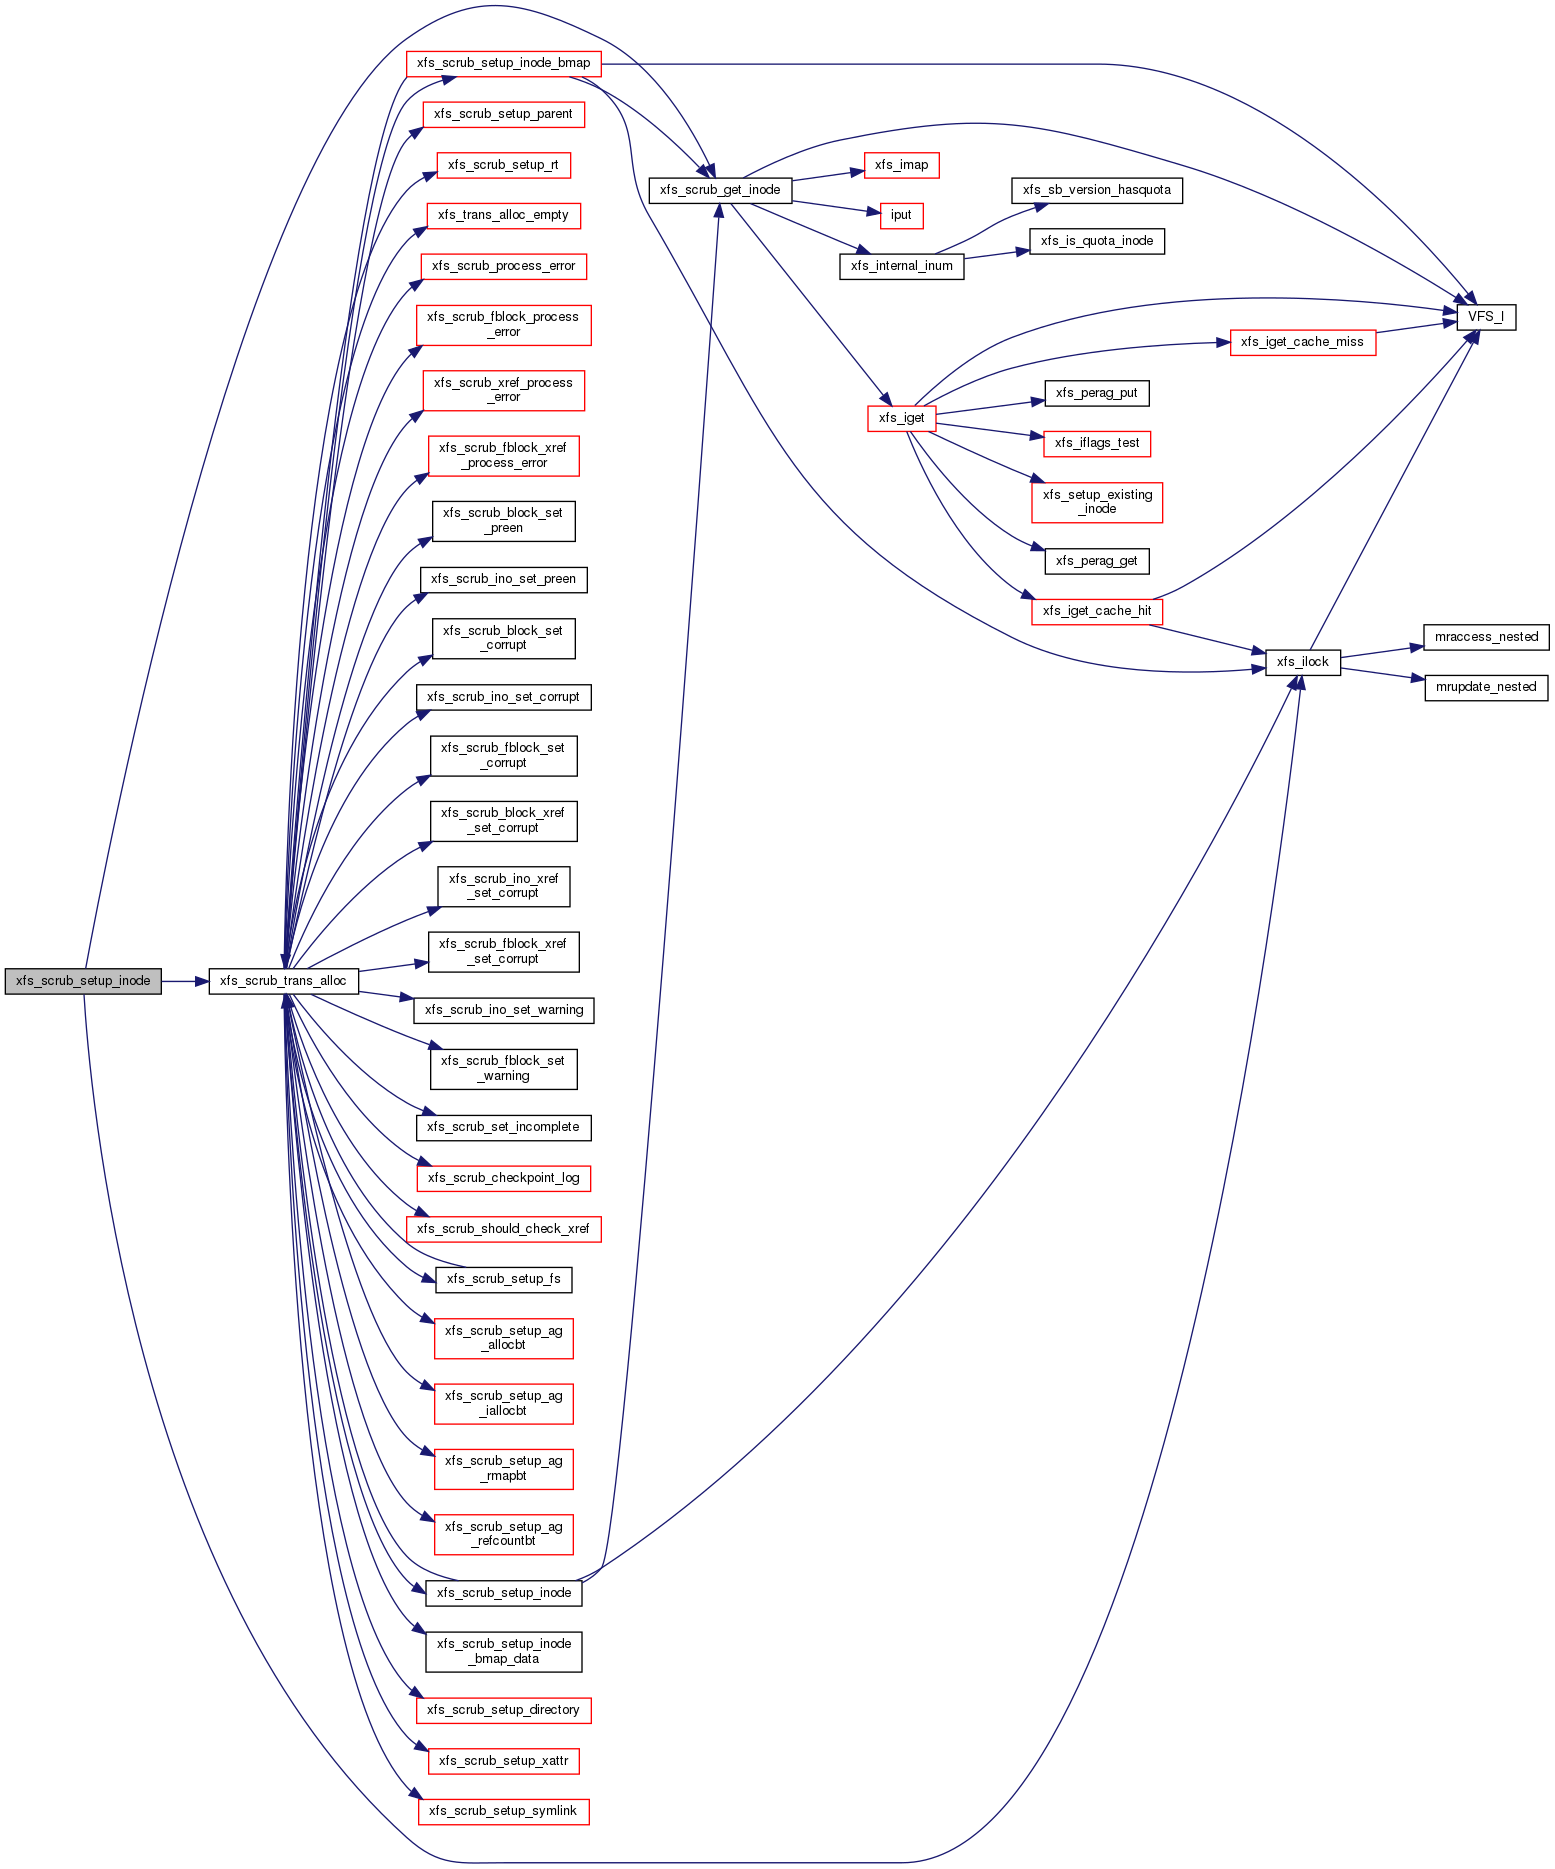 xfs_scrub_setup_inode
xfs_scrub_trans_alloc
xfs_scrub_setup_inode_bmap
xfs_scrub_setup_parent
xfs_scrub_setup_rt
xfs_trans_alloc_empty
xfs_scrub_process_error
xfs_scrub_fblock_process
_error
xfs_scrub_xref_process
_error
xfs_scrub_fblock_xref
_process_error
xfs_scrub_block_set
_preen
xfs_scrub_ino_set_preen
xfs_scrub_block_set
_corrupt
xfs_scrub_ino_set_corrupt
xfs_scrub_fblock_set
_corrupt
xfs_scrub_block_xref
_set_corrupt
xfs_scrub_ino_xref
_set_corrupt
xfs_scrub_fblock_xref
_set_corrupt
xfs_scrub_ino_set_warning
xfs_scrub_fblock_set
_warning
xfs_scrub_set_incomplete
xfs_scrub_checkpoint_log
xfs_scrub_should_check_xref
xfs_scrub_setup_fs
xfs_scrub_setup_ag
_allocbt
xfs_scrub_setup_ag
_iallocbt
xfs_scrub_setup_ag
_rmapbt
xfs_scrub_setup_ag
_refcountbt
xfs_scrub_setup_inode
xfs_scrub_setup_inode
_bmap_data
xfs_scrub_setup_directory
xfs_scrub_setup_xattr
xfs_scrub_setup_symlink
xfs_scrub_get_inode
xfs_imap
iput
xfs_internal_inum
xfs_iget
xfs_sb_version_hasquota
xfs_is_quota_inode
xfs_perag_put
xfs_iflags_test
xfs_setup_existing
_inode
xfs_perag_get
xfs_iget_cache_hit
xfs_iget_cache_miss
xfs_ilock
VFS_I
mraccess_nested
mrupdate_nested